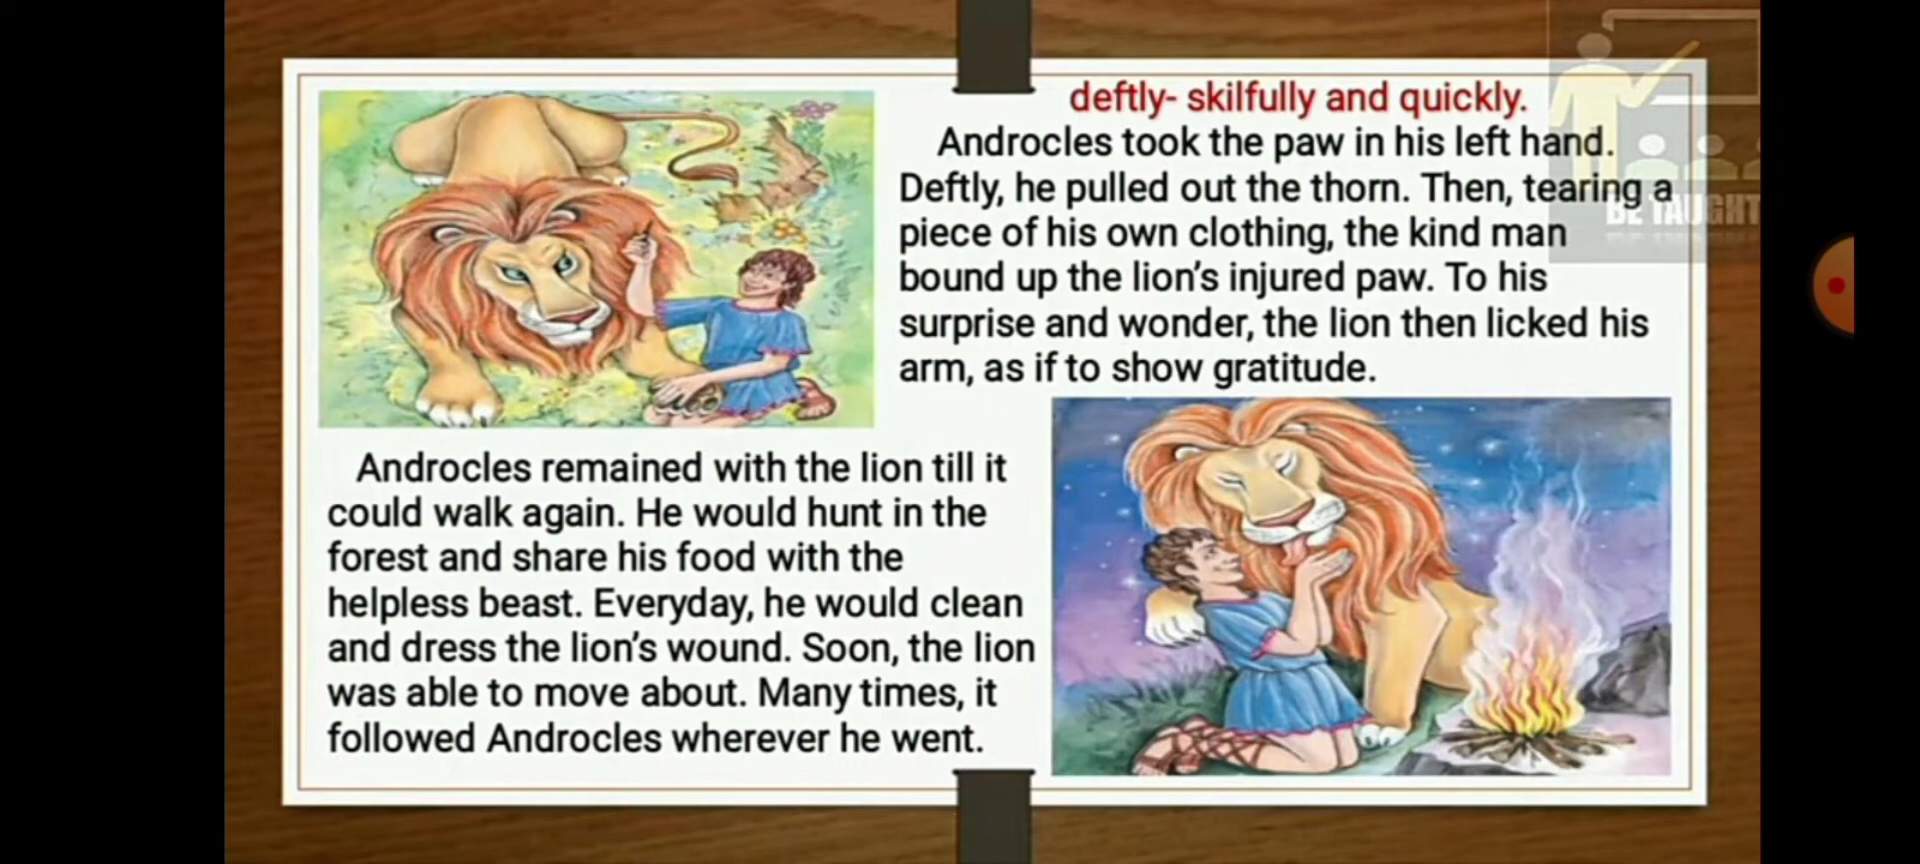 deftly- skilfully and quickly.
Androcles took the paw in his left hand.
Deftly, he pulled out the thorn. Then, tearing a
piece of his own clothing, the kind man
bound up the lion's injured paw. To his
surprise and wonder, the lion then licked his
arm, as if to show gratitude.
Androcles remained with the lion till it
could walk again. He would hunt in the
forest and share his food with the
helpless beast. Everyday, he would clean
and dress the lion's wound. Soon, the lion
was able to move about. Many times, it
followed Androcles wherever he went.
BE TAUGHT